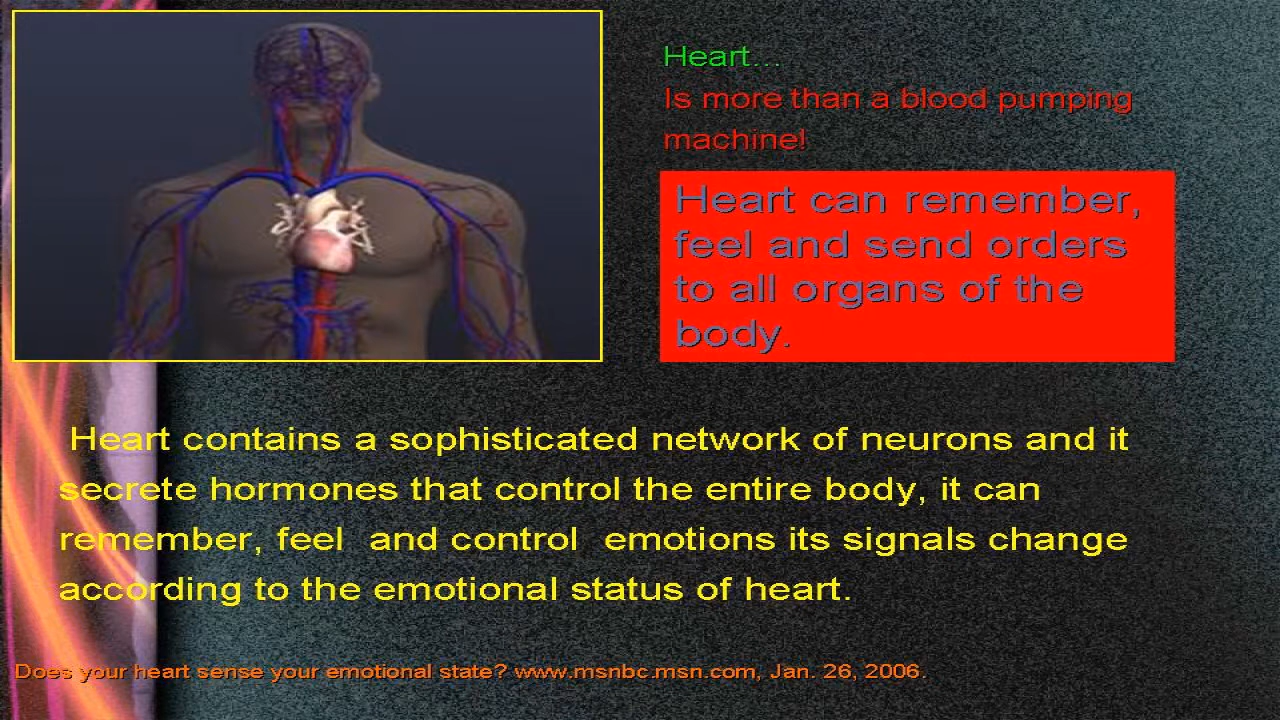 Heart...
Is more than a blood pumping
machine!
Heart can remember,
feel and send orders
to all organs of the
body.
Heart contains a sophisticated network of neurons and it
secrete hormones that control the entire body, it can
remember, feel and control emotions its signals change
according to the emotional status of heart.
Does your heart sense your emotional state? www.msnbc.msn.com, Jan. 26, 2006.